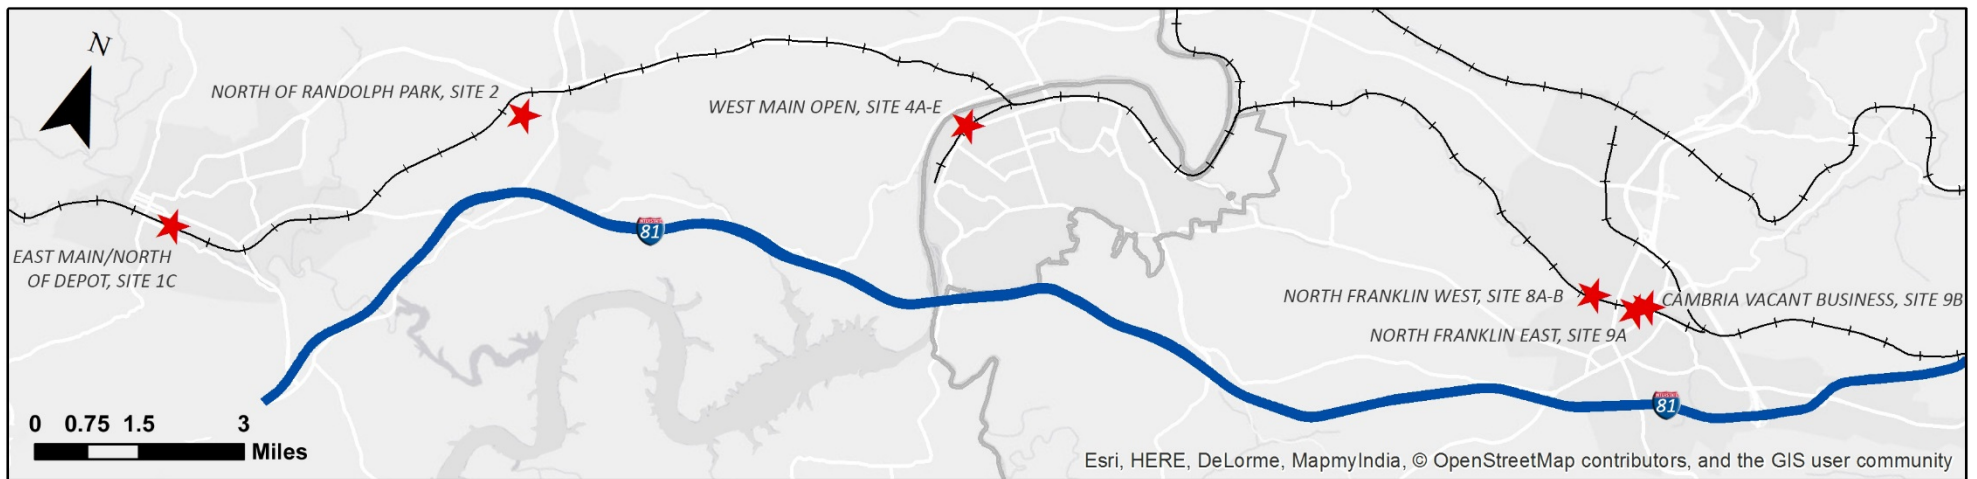 N
NORTH OF RANDOLPH PARK, SITE 2
WEST MAIN OPEN, SITE 4A-E
81
EAST MAIN/NORTH
OF DEPOT, SITE 1C
NORTH FRANKLIN WEST, SITE 8A-B
CAMBRIA VACANT BUSINESS, SITE 9B
NORTH FRANKLIN EAST, SITE 9A
81
0 0.75 1.5 3
Miles
Esri, HERE, DeLorme, MapmyIndia, © OpenStreetMap contributors, and the GIS user community